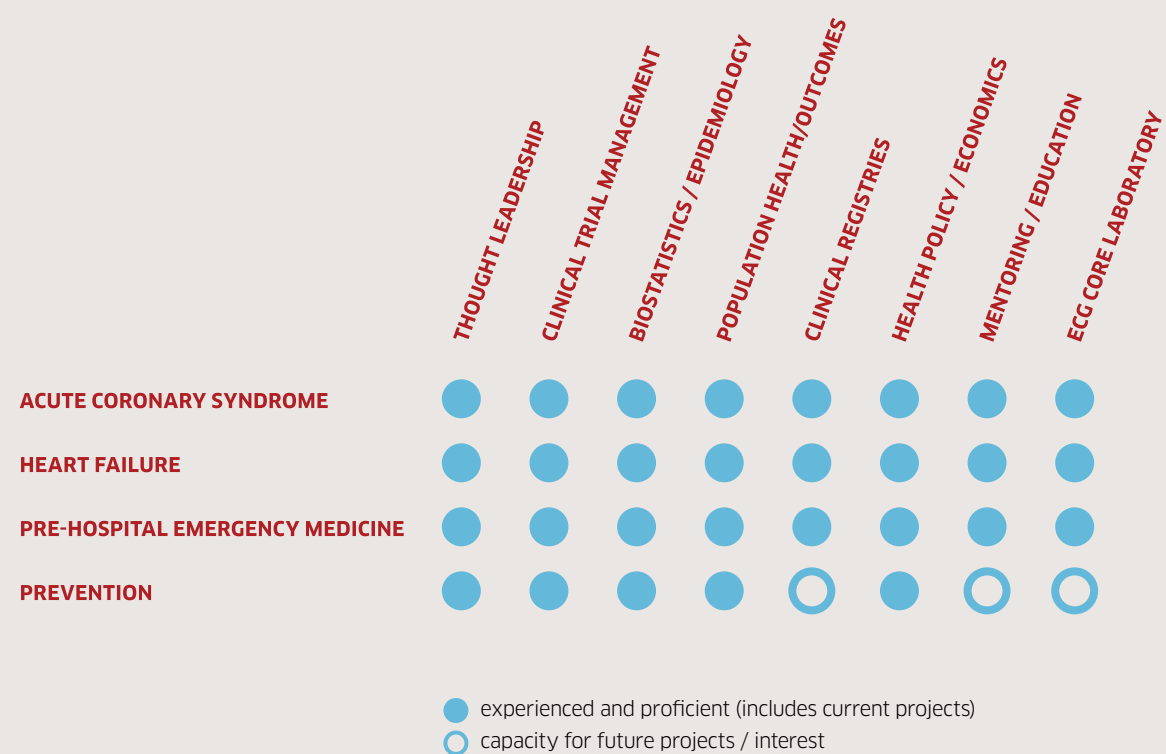 THOUGHT LEADERSHIP
CLINICAL TRIAL MANAGEMENT
BIOSTATISTICS / EPIDEMIOLOGY
POPULATION HEALTH/OUTCOMES
CLINICAL REGISTRIES
HEALTH POLICY / ECONOMICS
MENTORING / EDUCATION
ECG CORE LABORATORY
ACUTE CORONARY SYNDROME
HEART FAILURE
PRE-HOSPITAL EMERGENCY MEDICINE
PREVENTION
experienced and proficient (includes current projects)
capacity for future projects / interest